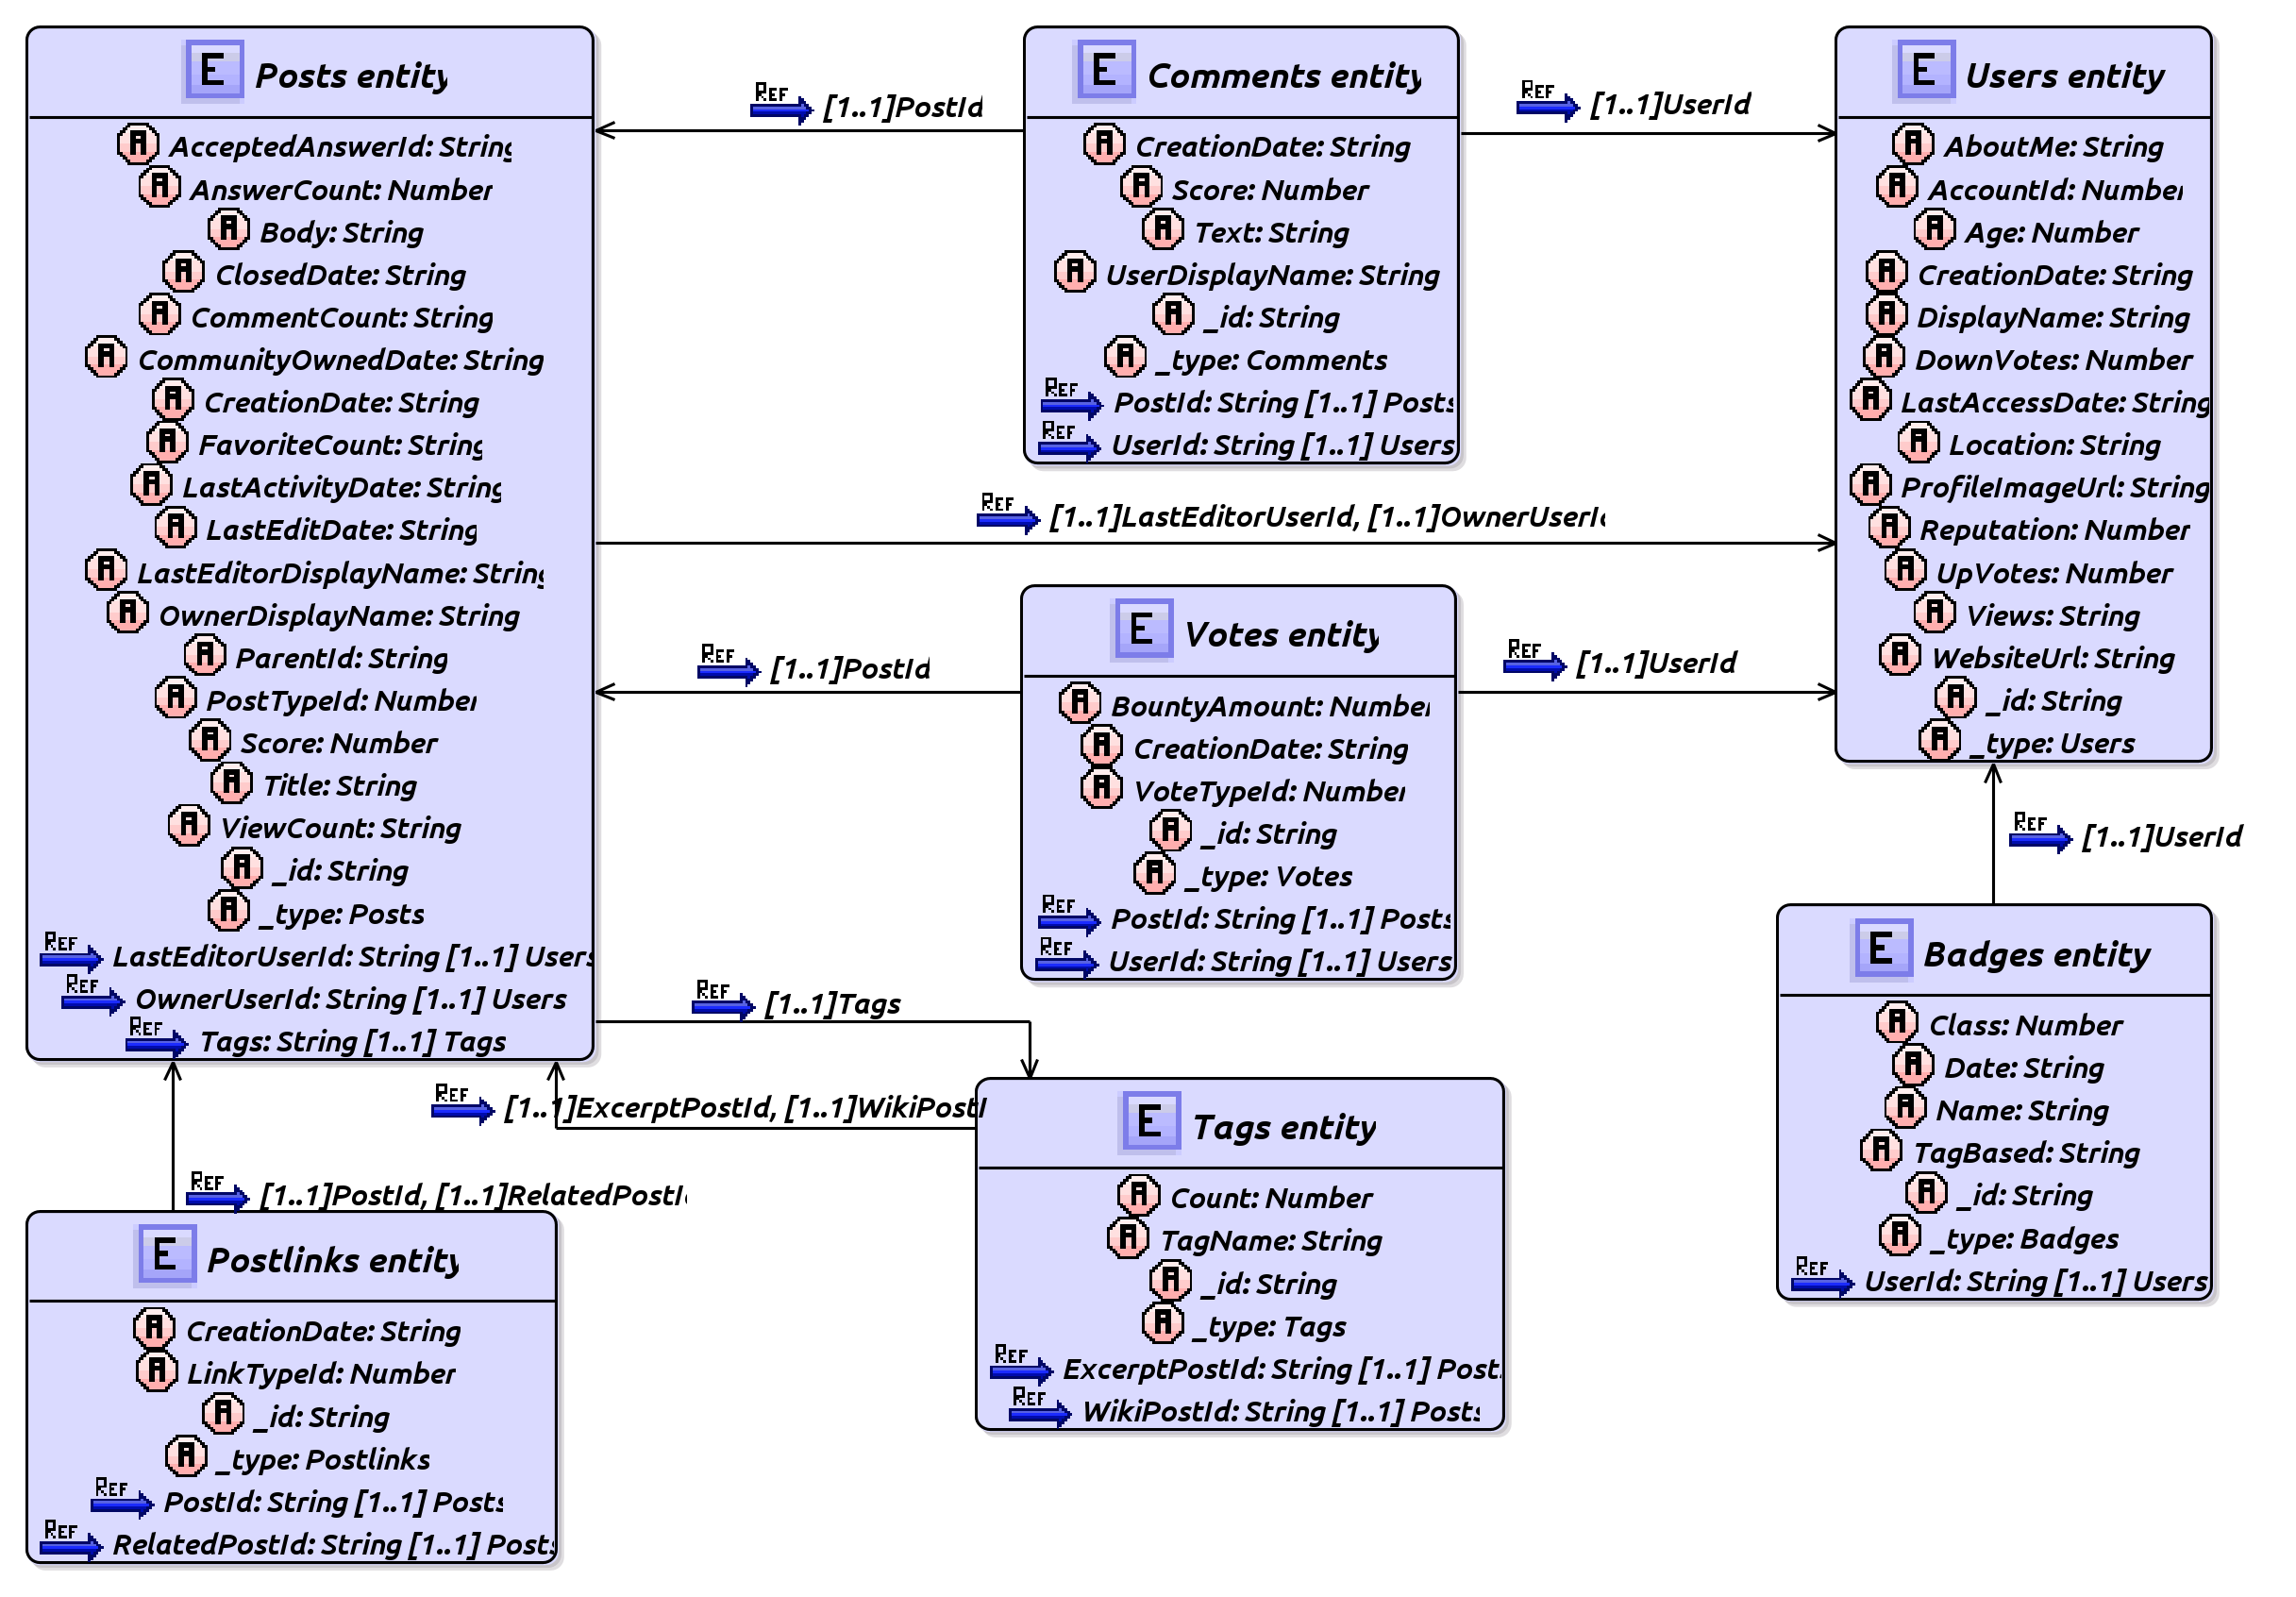 E Posts entity
A AcceptedAnswerId: String
A AnswerCount: Number
A Body: String
A ClosedDate: String
A CommentCount: String
A CommunityOwnedDate: String
A CreationDate: String
A FavoriteCount: String
A LastActivityDate: String
A LastEditDate: String
A LastEditorDisplayName: String
A OwnerDisplayName: String
A ParentId: String
A PostTypeId: Number
A Score: Number
A Title: String
A ViewCount: String
A _id: String
A _type: Posts
REF LastEditorUserId: String [1..1] Users
REF OwnerUserId: String [1..1] Users
REF Tags: String [1..1] Tags
REF [1..1]PostId
E Comments entity
A CreationDate: String
A Score: Number
A Text: String
A UserDisplayName: String
A _id: String
A _type: Comments
REF PostId: String [1..1] Posts
REF UserId: String [1..1] Users
REF [1..1]UserId
E Users entity
A AboutMe: String
A AccountId: Number
A Age: Number
A CreationDate: String
A DisplayName: String
A DownVotes: Number
A LastAccessDate: String
A Location: String
A ProfileImageUrl: String
A Reputation: Number
A UpVotes: Number
A Views: String
A WebsiteUrl: String
A _id: String
A _type: Users
REF [1..1]LastEditorUserId, [1..1]OwnerUserId
REF [1..1]PostId
E Votes entity
A BountyAmount: Number
A CreationDate: String
A VoteTypeId: Number
A _id: String
A _type: Votes
REF PostId: String [1..1] Posts
REF UserId: String [1..1] Users
REF [1..1]UserId
REF [1..1]UserId
E Badges entity
A Class: Number
A Date: String
A Name: String
A TagBased: String
A _id: String
A _type: Badges
REF UserId: String [1..1] Users
REF [1..1]Tags
REF [1..1]ExcerptPostId, [1..1]WikiPostI
E Tags entity
A Count: Number
A TagName: String
A _id: String
A _type: Tags
REF ExcerptPostId: String [1..1] Posts
REF WikiPostId: String [1..1] Posts
REF [1..1]PostId, [1..1]RelatedPostId
E Postlinks entity
A CreationDate: String
A LinkTypeId: Number
A _id: String
A _type: Postlinks
REF PostId: String [1..1] Posts
REF RelatedPostId: String [1..1] Posts